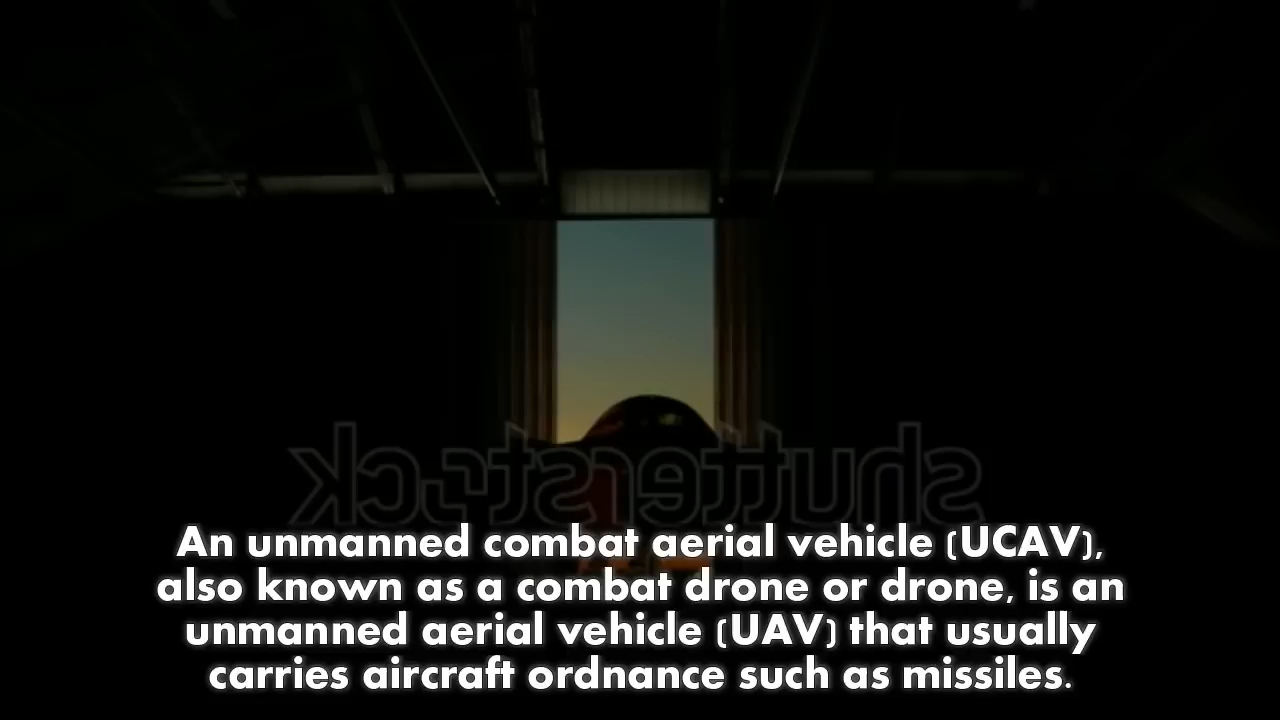 shutterstock
An unmanned combat aerial vehicle (UCAV),
also known as a combat drone or drone, is an
unmanned aerial vehicle (UAV) that usually
carries aircraft ordnance such as missiles.